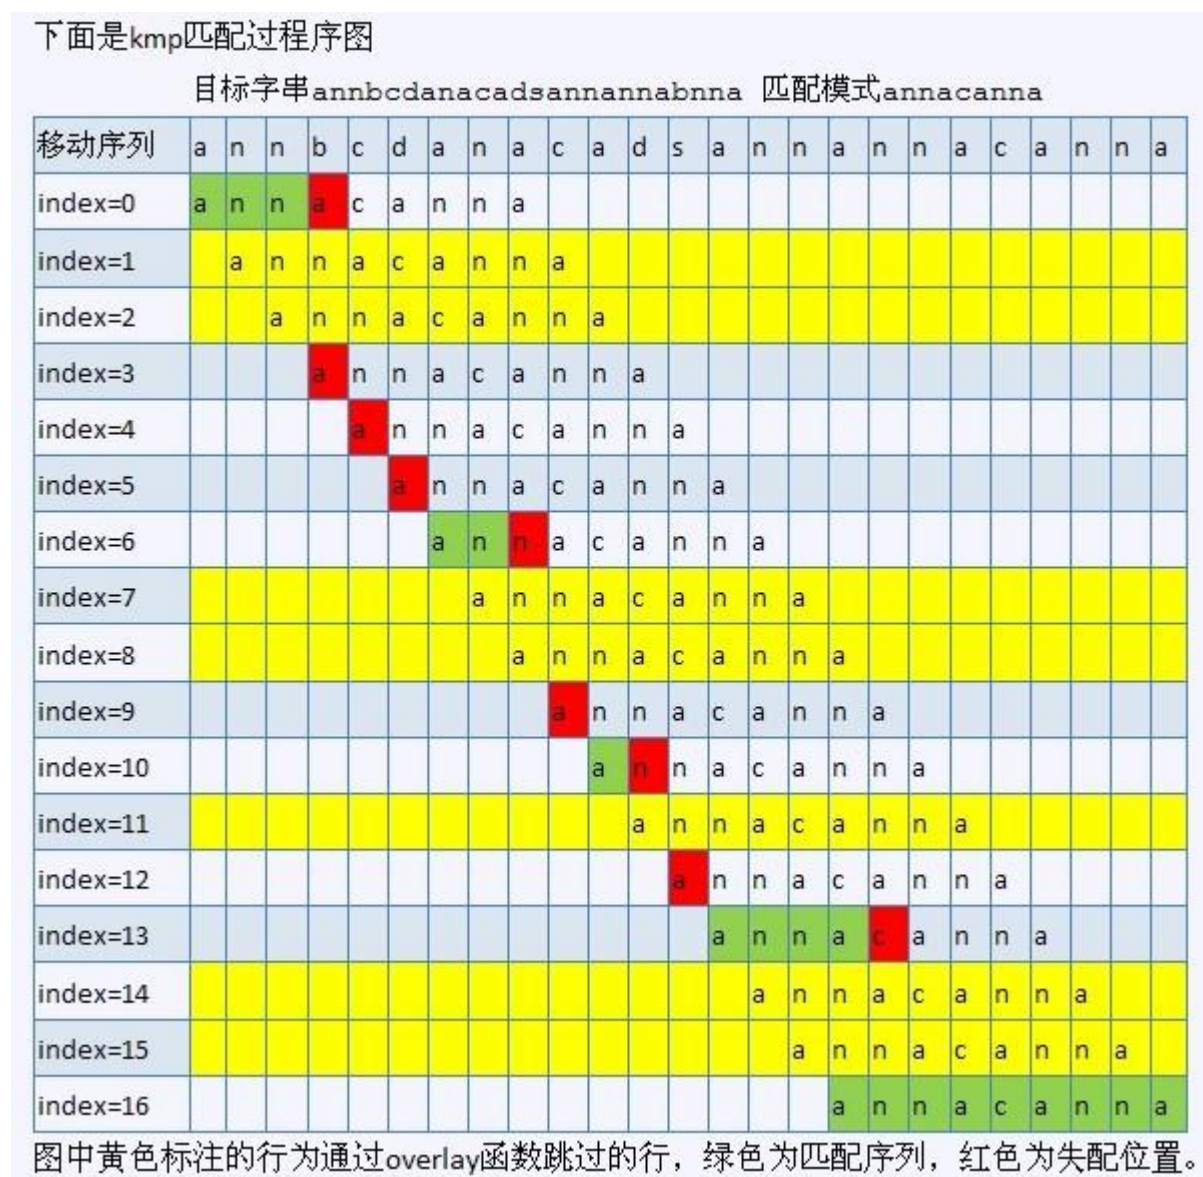 下面是kmp匹配过程序图
目标字串annbcdanacadsannannabnna 匹配模式annacanna
移动序列 a n n b c d a n a c a d s a n n a n n a c a n n a
index=0 a n n a c a n n a
index=1 a n n a c a n n a
index=2 a n n a c a n n a
index=3 a n n a c a n n a
index=4 a n n a c a n n a
index=5 a n n a c a n n a
index=6 a n n a c a n n a
index=7 a n n a c a n n a
index=8 a n n a c a n n a
index=9 a n n a c a n n a
index=10 a n n a c a n n a
index=11 a n n a c a n n a
index=12 a n n a c a n n a
index=13 a n n a c a n n a
index=14 a n n a c a n n a
index=15 a n n a c a n n a
index=16 a n n a c a n n a
图中黄色标注的行为通过overlay函数跳过的行，绿色为匹配序列，红色为失配位置。